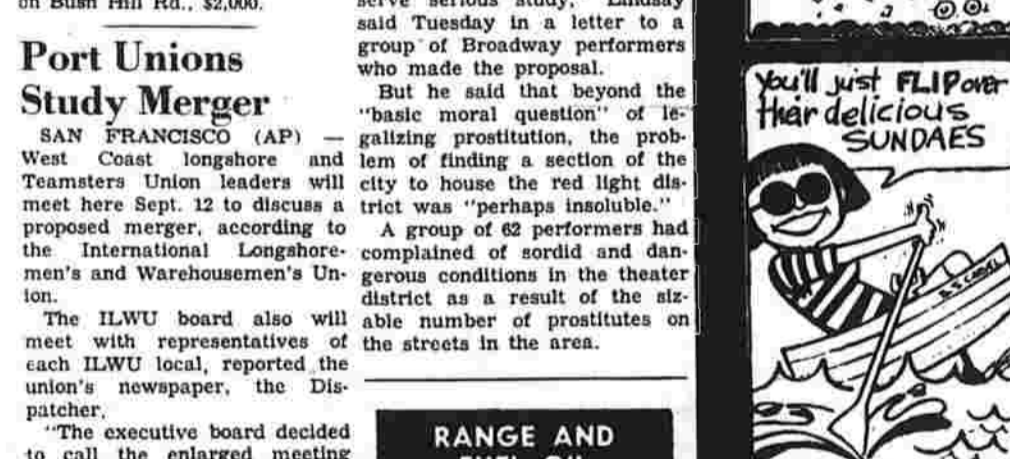 on Bush Hill Rd., $2,000.
Port Unions
Study Merger
SAN FRANCISCO (AP) —
West Coast longshore and
Teamsters Union leaders will
meet here Sept. 12 to discuss a
proposed merger, according to
the International Longshore-
men's and Warehousemen's Un-
ion.
The ILWU board also will
meet with representatives of
each ILWU local, reported the
union's newspaper, the Dis-
patcher.
"The executive board decided
to call the enlarged meeting
serve serious study," Lindsay
said Tuesday in a letter to a
group of Broadway performers
who made the proposal.
But he said that beyond the
"basic moral question" of le-
galizing prostitution, the prob-
lem of finding a section of the
city to house the red light dis-
trict was "perhaps insoluble."
A group of 62 performers had
complained of sordid and dan-
gerous conditions in the theater
district as a result of the siz-
able number of prostitutes on
the streets in the area.
RANGE AND
You'll just FLIP over
their delicious
SUNDAES